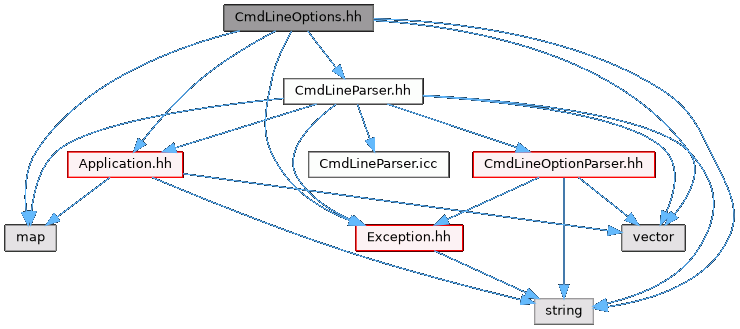 CmdLineOptions.hh
CmdLineParser.hh
Application.hh
CmdLineParser.icc
CmdLineOptionParser.hh
map
Exception.hh
vector
string